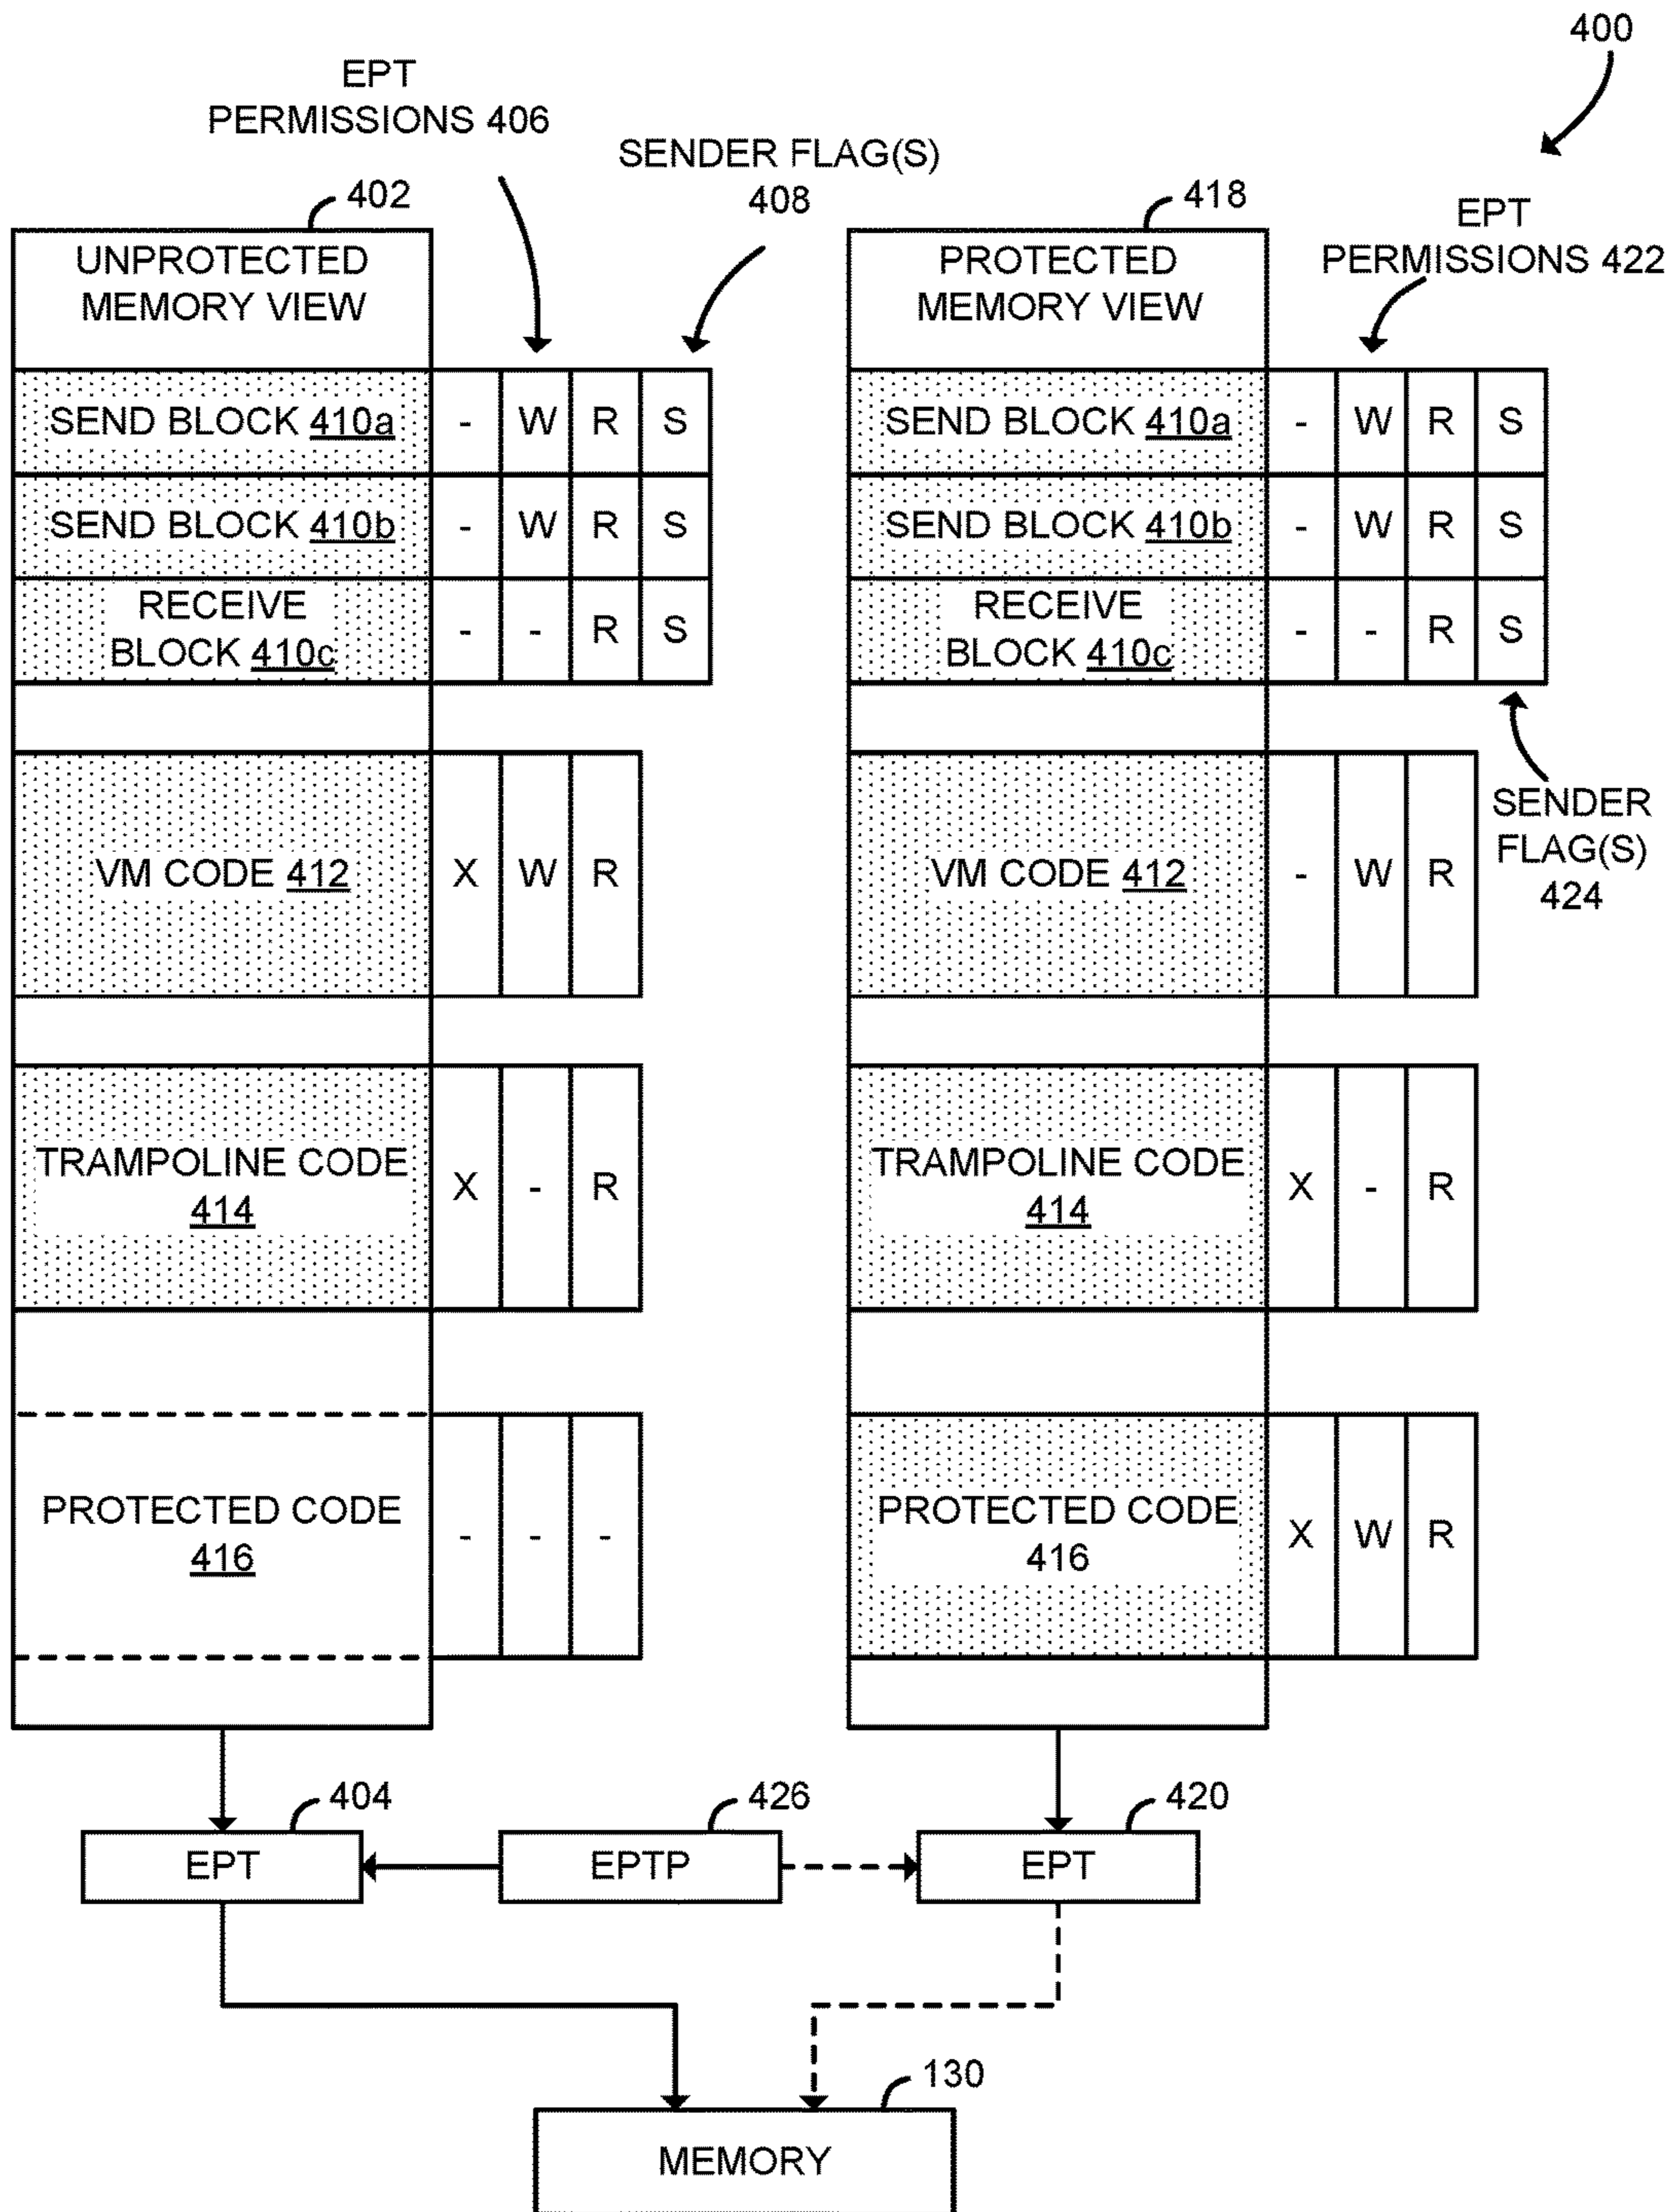 400
EPT
PERMISSIONS 406
SENDER FLAG(S)
408
402
418
EPT
PERMISSIONS 422
UNPROTECTED
MEMORY VIEW
SEND BLOCK 410a
- W R S
SEND BLOCK 410b
- W R S
RECEIVE
BLOCK 410c
- - R S
VM CODE 412
X W R
TRAMPOLINE CODE
414
X - R
PROTECTED CODE
416
- - -
PROTECTED
MEMORY VIEW
SEND BLOCK 410a
- W R S
SEND BLOCK 410b
- W R S
RECEIVE
BLOCK 410c
- - R S
SENDER
FLAG(S)
424
VM CODE 412
- W R
TRAMPOLINE CODE
414
X - R
PROTECTED CODE
416
X W R
404
EPT
426
EPTP
420
EPT
130
MEMORY